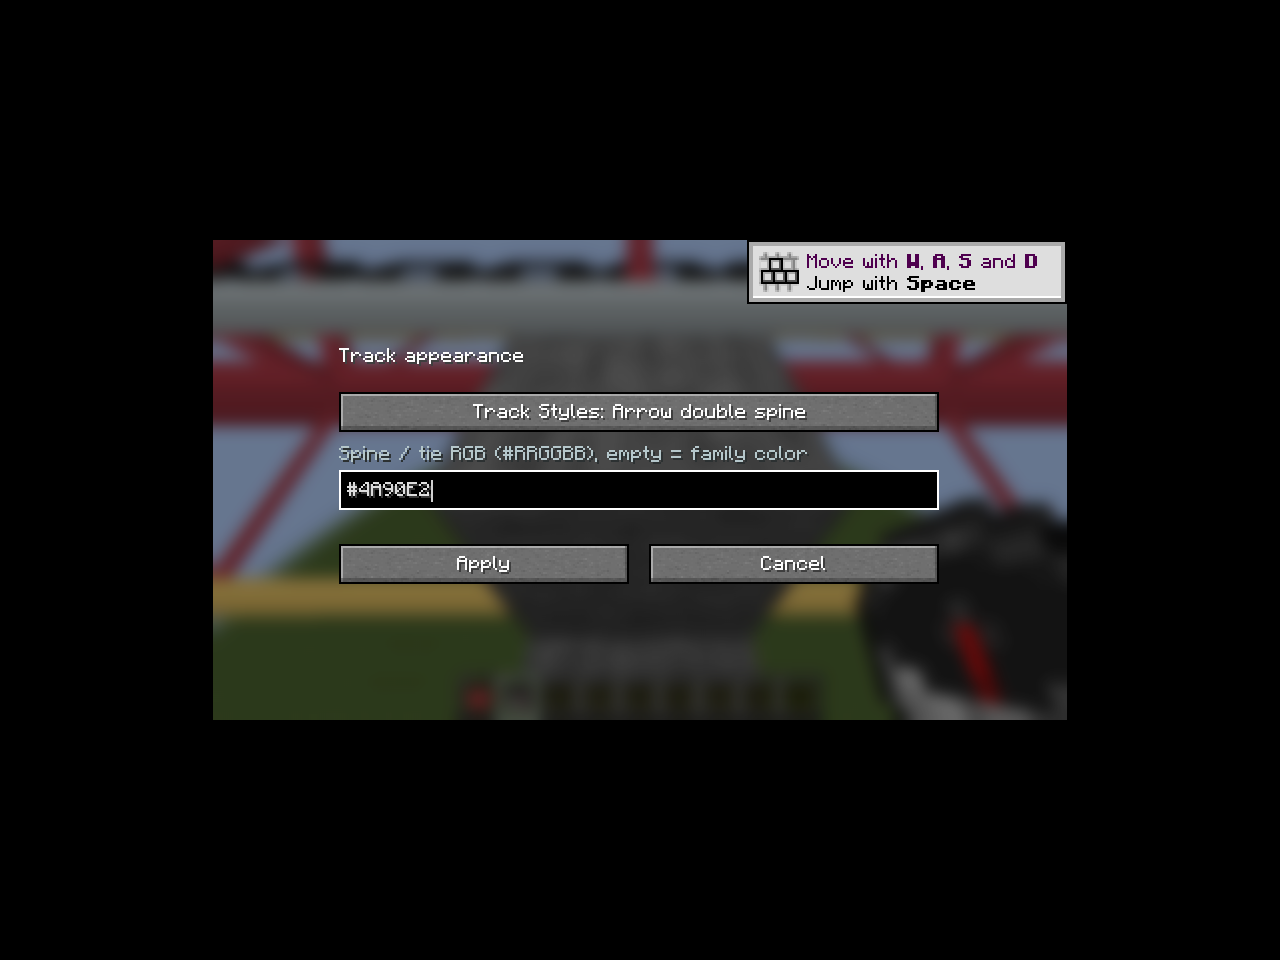 Move with W, A, S and D
Jump with Space
Track appearance
Track Styles: Arrow double spine
Spine / tie RGB (#RRGGBB), empty = family color
#4A90E2
Apply
Cancel